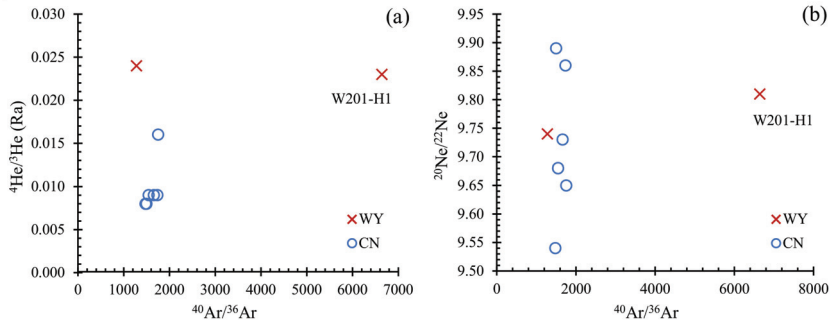 (a)
0.030
0.025
0.020
0.015
0.010
0.005
0.000
⁴He/³He (Ra)
W201-H1
WY
CN
0 1000 2000 3000 4000 5000 6000 7000
⁴⁰Ar/³⁶Ar
(b)
9.95
9.90
9.85
9.80
9.75
9.70
9.65
9.60
9.55
9.50
²⁰Ne/²²Ne
W201-H1
WY
CN
0 2000 4000 6000 8000
⁴⁰Ar/³⁶Ar